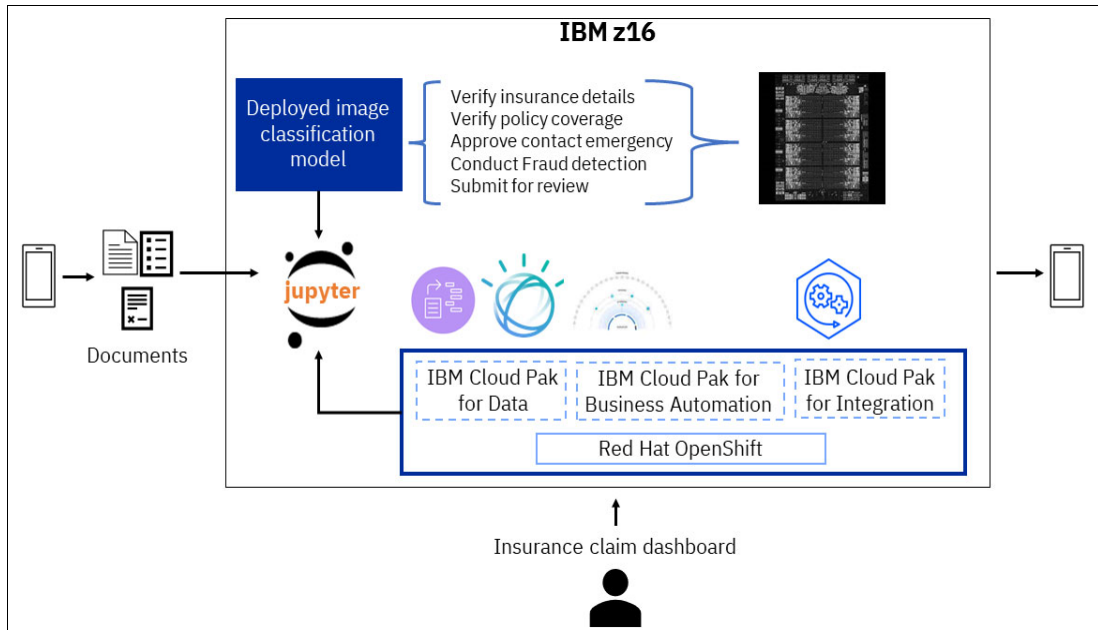 IBM z16
Deployed image
classification
model
Verify insurance details
Verify policy coverage
Approve contact emergency
Conduct Fraud detection
Submit for review
jupyter
Documents
IBM Cloud Pak
for Data
IBM Cloud Pak for
Business Automation
IBM Cloud Pak
for Integration
Red Hat OpenShift
Insurance claim dashboard